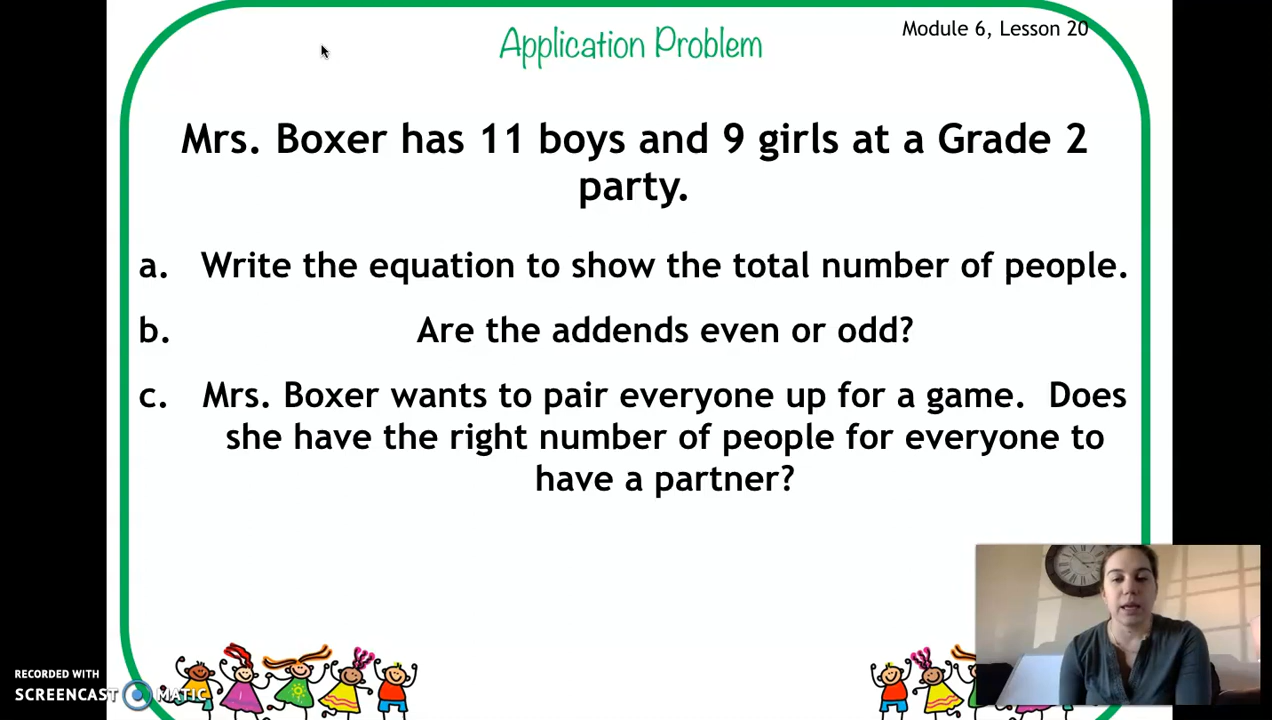 Module 6, Lesson 20
Application Problem
Mrs. Boxer has 11 boys and 9 girls at a Grade 2
party.
a. Write the equation to show the total number of people.
b. Are the addends even or odd?
c. Mrs. Boxer wants to pair everyone up for a game. Does
she have the right number of people for everyone to
have a partner?
RECORDED WITH
SCREENCAST MATIC